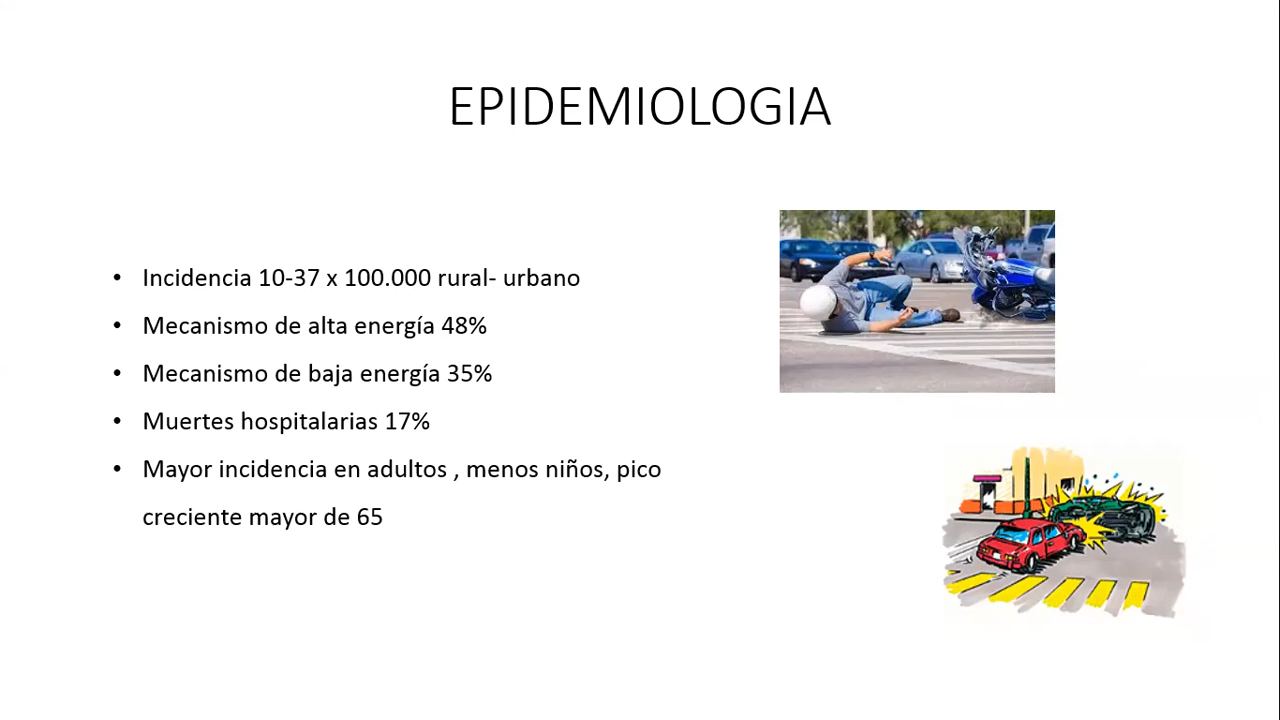 EPIDEMIOLOGIA
• Incidencia 10-37 x 100.000 rural- urbano
• Mecanismo de alta energía 48%
• Mecanismo de baja energía 35%
• Muertes hospitalarias 17%
• Mayor incidencia en adultos , menos niños, pico
creciente mayor de 65